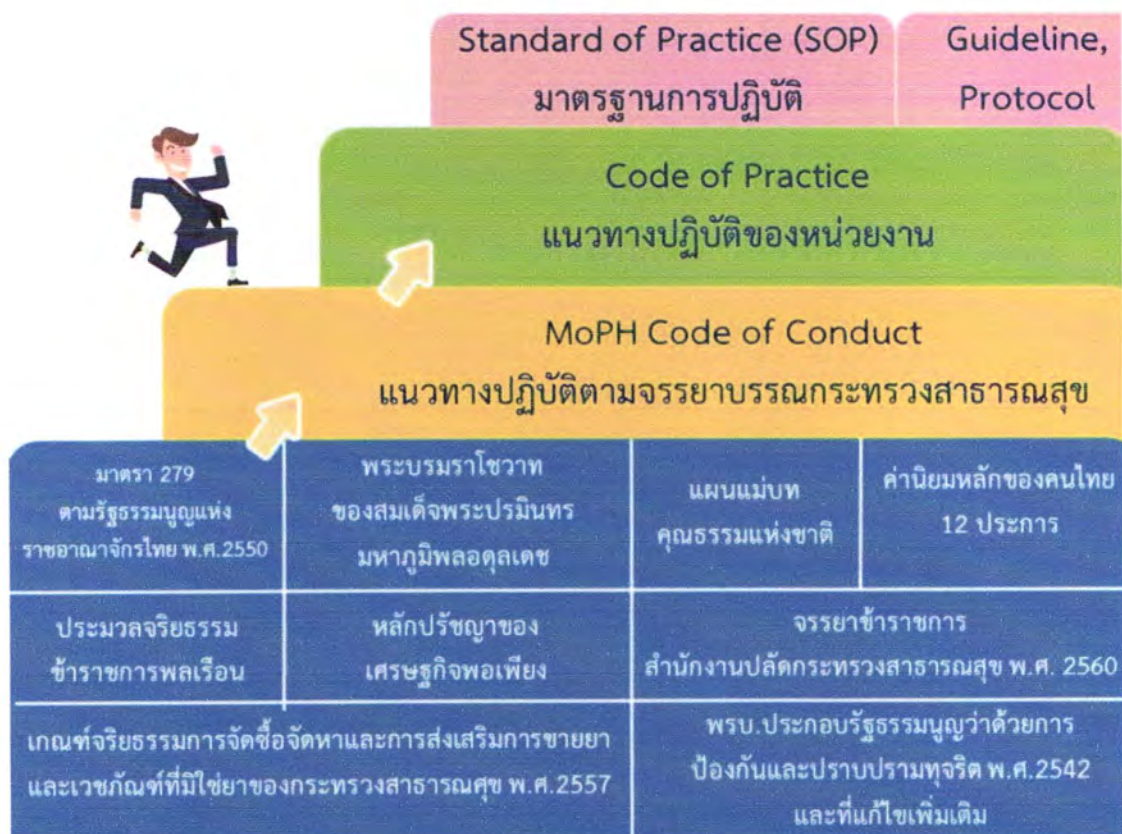 Standard of Practice (SOP)
มาตรฐานการปฏิบัติ
Guideline,
Protocol
Code of Practice
แนวทางปฏิบัติของหน่วยงาน
MoPH Code of Conduct
แนวทางปฏิบัติตามจรรยาบรรณกระทรวงสาธารณสุข
มาตรา 279
ตามรัฐธรรมนูญแห่ง
ราชอาณาจักรไทย พ.ศ.2550
พระบรมราโชวาท
ของสมเด็จพระปรมินทร
มหาภูมิพลอดุลเดช
แผนแม่บท
คุณธรรมแห่งชาติ
ค่านิยมหลักของคนไทย
12 ประการ
ประมวลจริยธรรม
ข้าราชการพลเรือน
หลักปรัชญาของ
เศรษฐกิจพอเพียง
จรรยาข้าราชการ
สำนักงานปลัดกระทรวงสาธารณสุข พ.ศ. 2560
เกณฑ์จริยธรรมการจัดซื้อจัดหาและการส่งเสริมการขายยา
และเวชภัณฑ์ที่มิใช่ยาของกระทรวงสาธารณศุข พ.ศ.2557
พรบ.ประกอบรัฐธรรมนูญว่าด้วยการ
ป้องกันและปราบปรามทุจริต พ.ศ.2542
และที่แก้ไขเพิ่มเติม